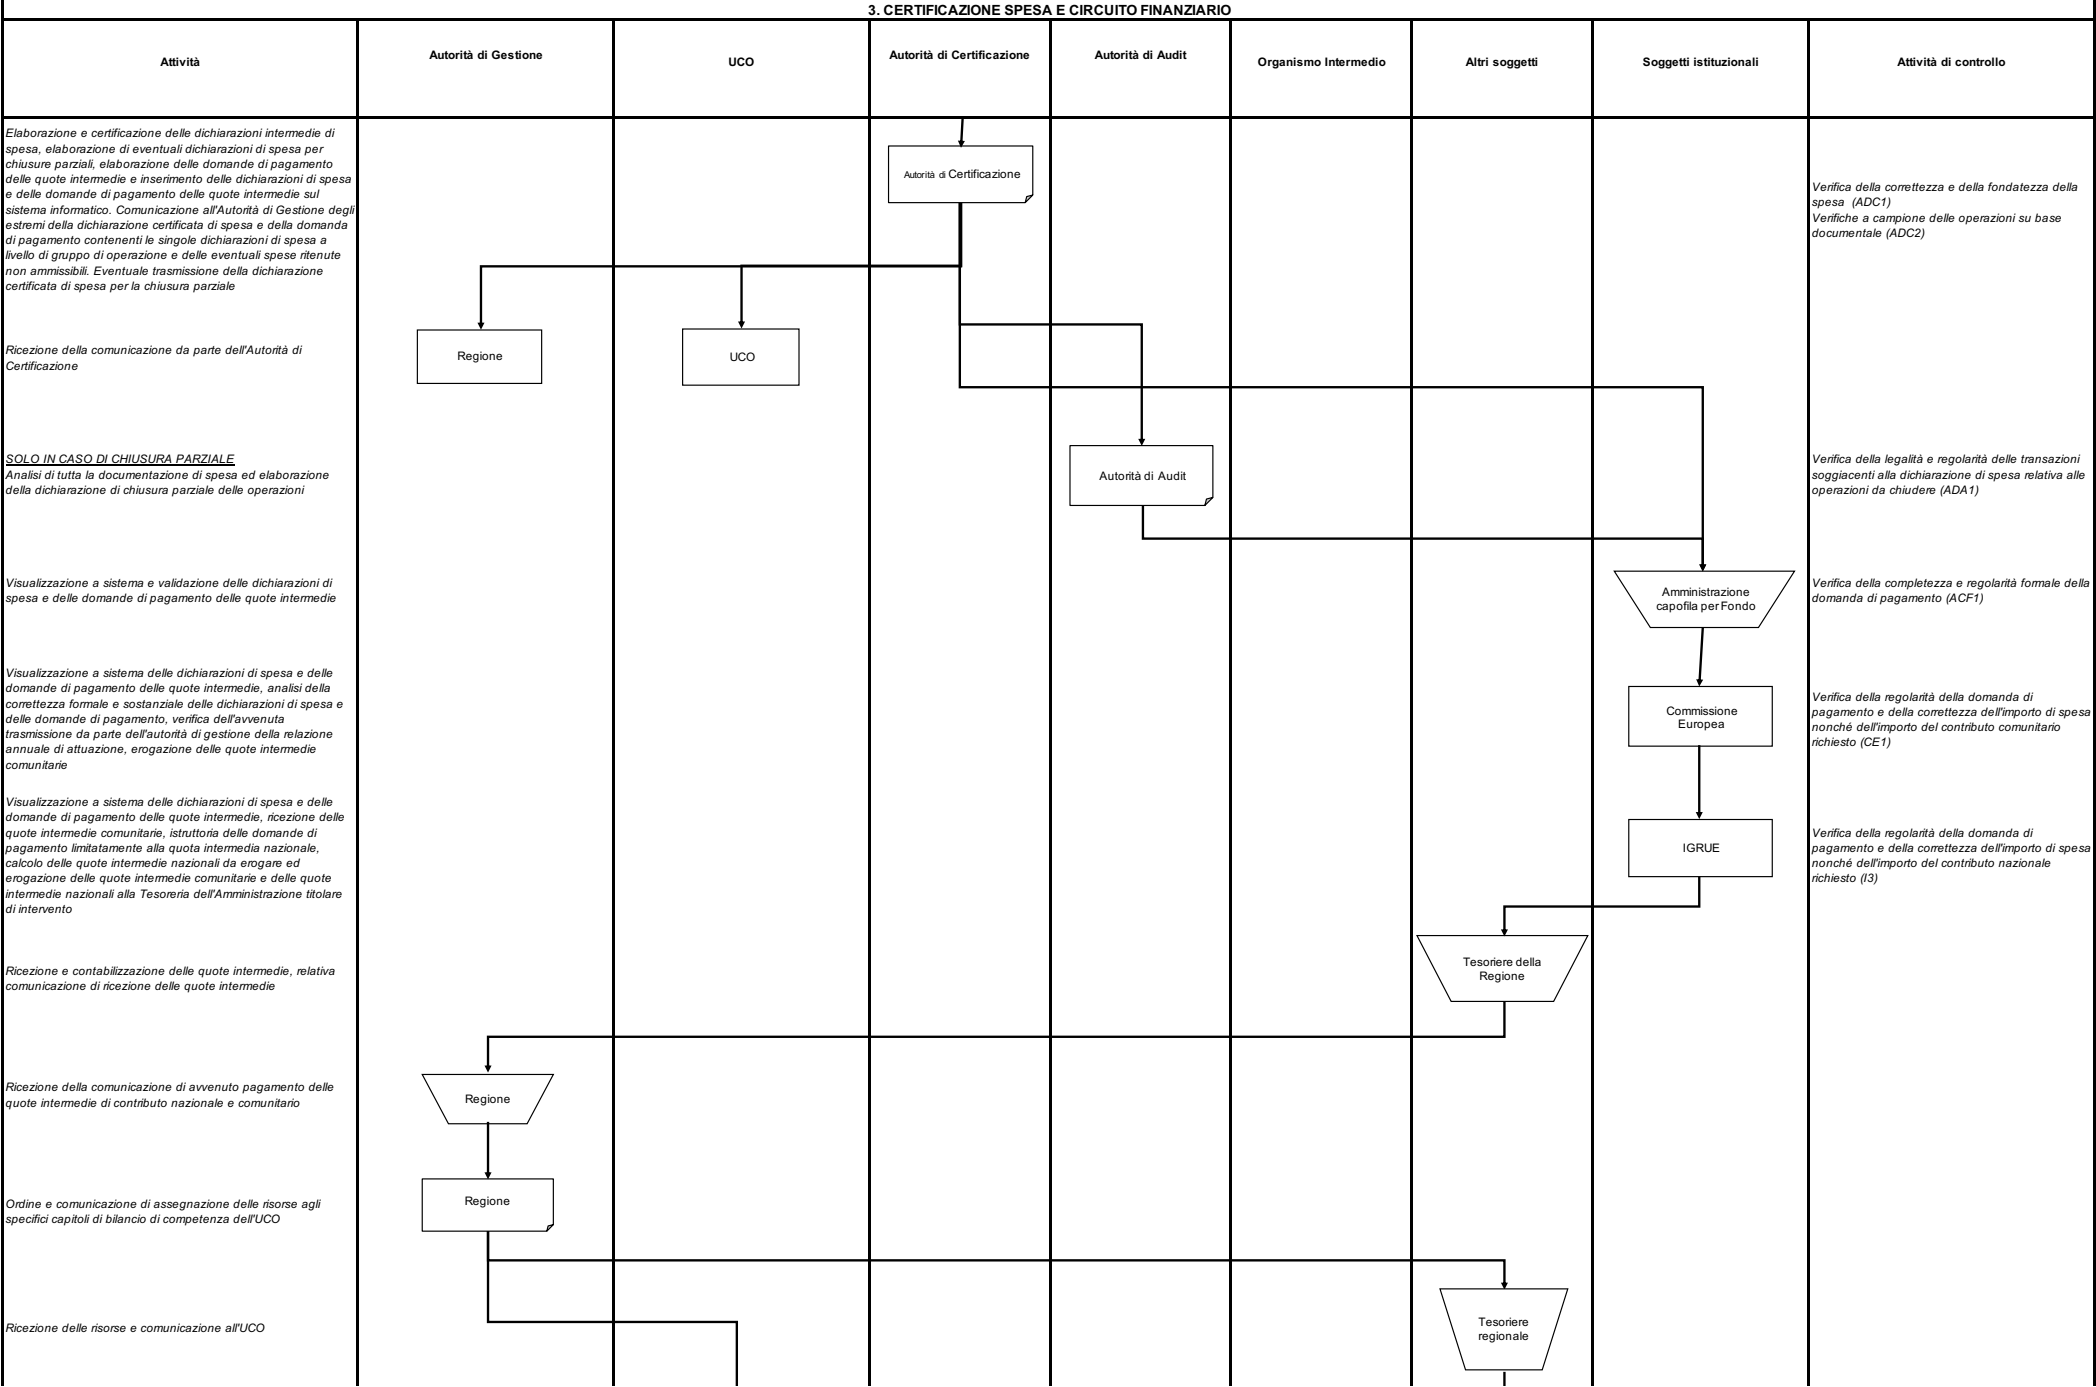 3. CERTIFICAZIONE SPESA E CIRCUITO FINANZIARIO
Attività
Autorità di Gestione
UCO
Autorità di Certificazione
Autorità di Audit
Organismo Intermedio
Altri soggetti
Soggetti istituzionali
Attività di controllo
Elaborazione e certificazione delle dichiarazioni intermedie di
spesa, elaborazione di eventuali dichiarazioni di spesa per
chiusure parziali, elaborazione delle domande di pagamento
delle quote intermedie e inserimento delle dichiarazioni di spesa
e delle domande di pagamento delle quote intermedie sul
sistema informatico. Comunicazione all'Autorità di Gestione degli
estremi della dichiarazione certificata di spesa e della domanda
di pagamento contenenti le singole dichiarazioni di spesa a
livello di gruppo di operazione e delle eventuali spese ritenute
non ammissibili. Eventuale trasmissione della dichiarazione
certificata di spesa per la chiusura parziale
Autorità di Certificazione
Verifica della correttezza e della fondatezza della
spesa (ADC1)
Verifiche a campione delle operazioni su base
documentale (ADC2)
Ricezione della comunicazione da parte dell'Autorità di
Certificazione
Regione
UCO
SOLO IN CASO DI CHIUSURA PARZIALE
Analisi di tutta la documentazione di spesa ed elaborazione
della dichiarazione di chiusura parziale delle operazioni
Autorità di Audit
Verifica della legalità e regolarità delle transazioni
soggiacenti alla dichiarazione di spesa relativa alle
operazioni da chiudere (ADA1)
Visualizzazione a sistema e validazione delle dichiarazioni di
spesa e delle domande di pagamento delle quote intermedie
Amministrazione
capofila per Fondo
Verifica della completezza e regolarità formale della
domanda di pagamento (ACF1)
Visualizzazione a sistema delle dichiarazioni di spesa e delle
domande di pagamento delle quote intermedie, analisi della
correttezza formale e sostanziale delle dichiarazioni di spesa e
delle domande di pagamento, verifica dell'avvenuta
trasmissione da parte dell'autorità di gestione della relazione
annuale di attuazione, erogazione delle quote intermedie
comunitarie
Commissione
Europea
Verifica della regolarità della domanda di
pagamento e della correttezza dell'importo di spesa
nonché dell'importo del contributo comunitario
richiesto (CE1)
Visualizzazione a sistema delle dichiarazioni di spesa e delle
domande di pagamento delle quote intermedie, ricezione delle
quote intermedie comunitarie, istruttoria delle domande di
pagamento limitatamente alla quota intermedia nazionale,
calcolo delle quote intermedie nazionali da erogare ed
erogazione delle quote intermedie comunitarie e delle quote
intermedie nazionali alla Tesoreria dell'Amministrazione titolare
di intervento
IGRUE
Verifica della regolarità della domanda di
pagamento e della correttezza dell'importo di spesa
nonché dell'importo del contributo nazionale
richiesto (I3)
Ricezione e contabilizzazione delle quote intermedie, relativa
comunicazione di ricezione delle quote intermedie
Tesoriere della
Regione
Ricezione della comunicazione di avvenuto pagamento delle
quote intermedie di contributo nazionale e comunitario
Regione
Ordine e comunicazione di assegnazione delle risorse agli
specifici capitoli di bilancio di competenza dell'UCO
Regione
Ricezione delle risorse e comunicazione all'UCO
Tesoriere
regionale